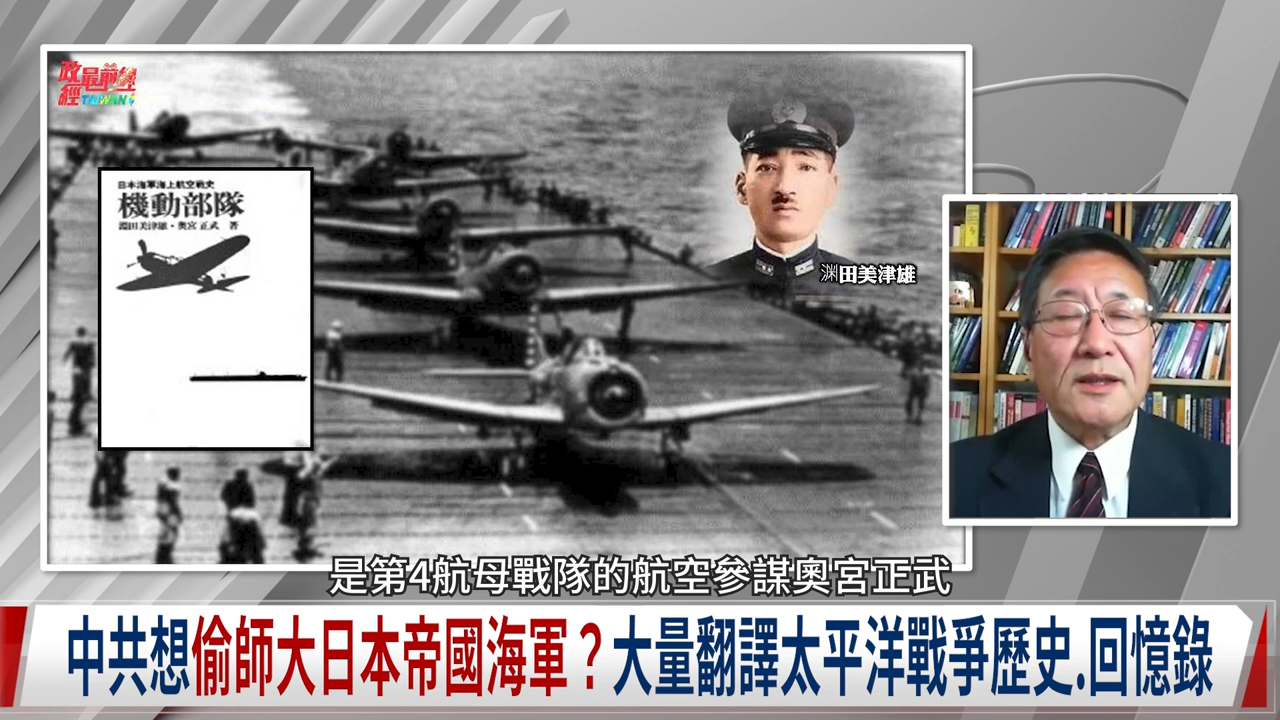 政經最前線
TAIWAN
日本海軍海上航空戰史
機動部隊
淵田美津雄・奧宮正武 著
渊田美津雄
是第4航母戰隊的航空參謀奧宮正武
中共想偷師大日本帝國海軍？大量翻譯太平洋戰爭歷史.回憶錄